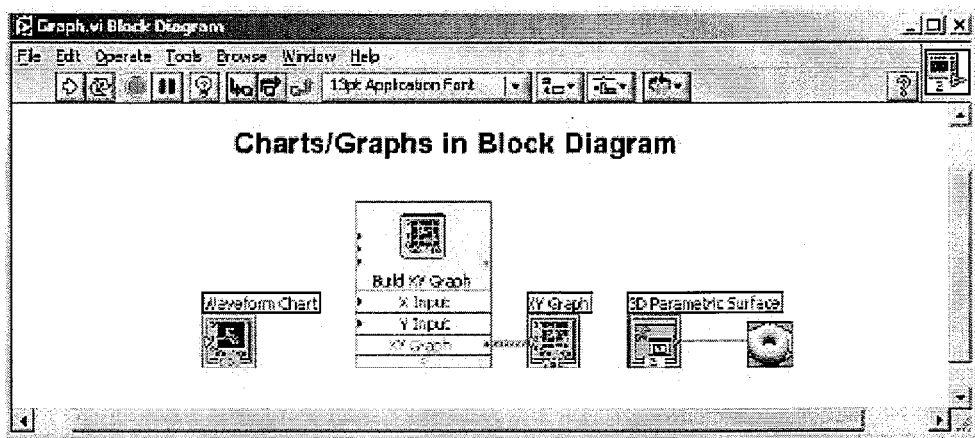 Graph.vi Block Diagram
File Edit Operate Tools Browse Window Help
13pt Application Font
Charts/Graphs in Block Diagram
Build XY Graph
Waveform Chart
X Input
XY Graph
3D Parametric Surface
Y Input
XY Graph